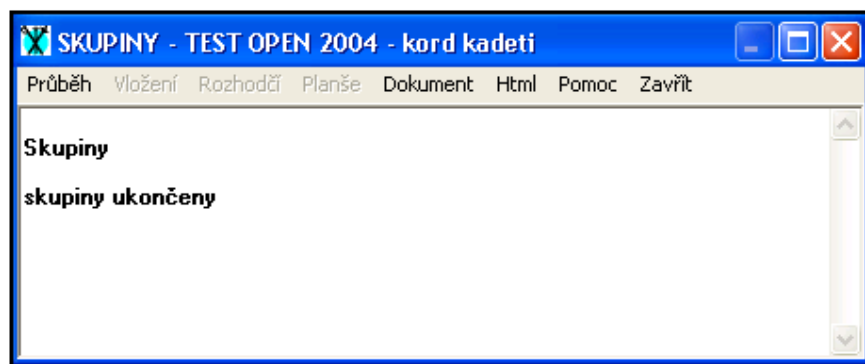 SKUPINY - TEST OPEN 2004 - kord kadeti
Průběh Vložení Rozhodčí Planše Dokument Html Pomoc Zavřít
Skupiny
skupiny ukončeny